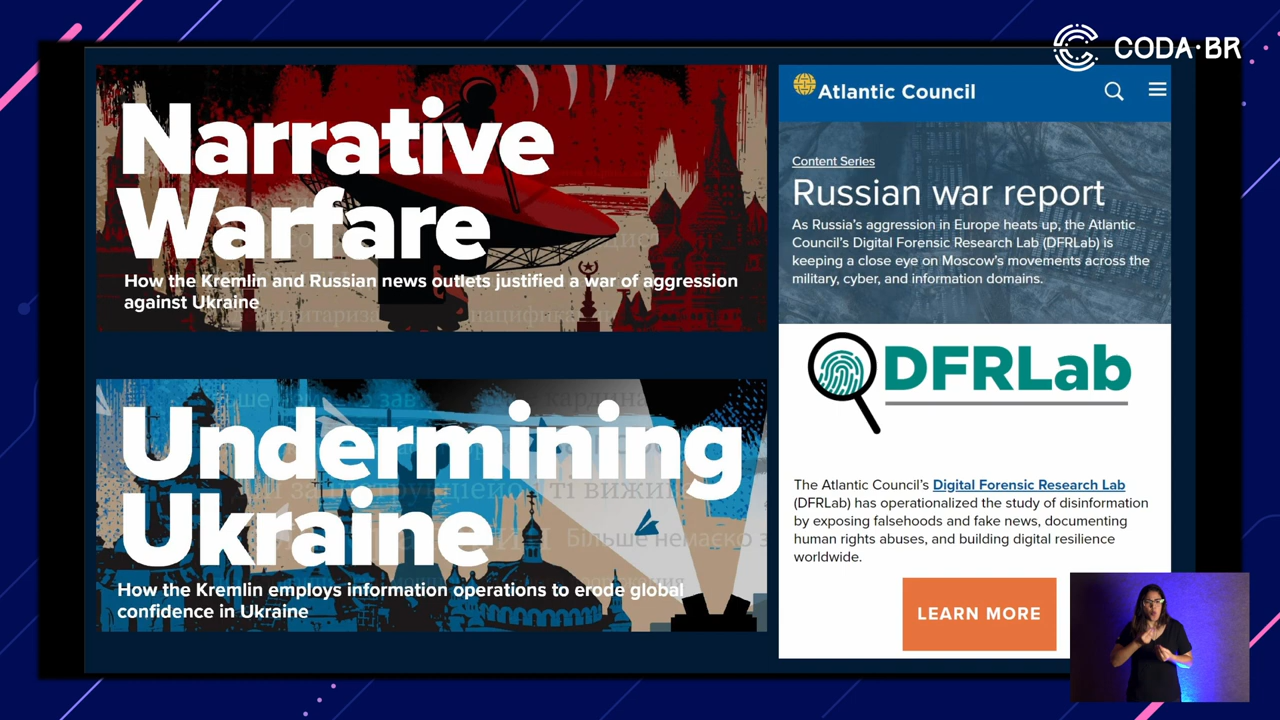 CODA·BR
Narrative
Warfare
How the Kremlin and Russian news outlets justified a war of aggression
against Ukraine
Undermining
Ukraine
How the Kremlin employs information operations to erode global
confidence in Ukraine
Atlantic Council
Content Series
Russian war report
As Russia's aggression in Europe heats up, the Atlantic
Council's Digital Forensic Research Lab (DFRLab) is
keeping a close eye on Moscow's movements across the
military, cyber, and information domains.
DFRLab
The Atlantic Council's Digital Forensic Research Lab
(DFRLab) has operationalized the study of disinformation
by exposing falsehoods and fake news, documenting
human rights abuses, and building digital resilience
worldwide.
LEARN MORE